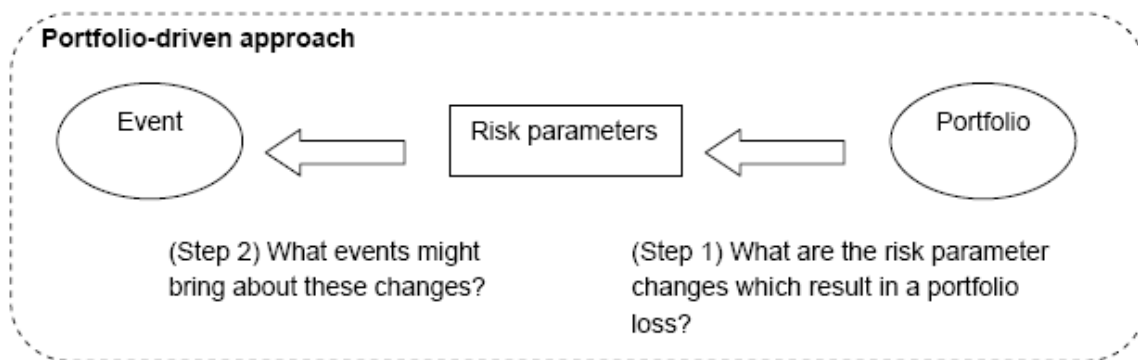 Portfolio-driven approach
Event
Risk parameters
Portfolio
(Step 2) What events might
bring about these changes?
(Step 1) What are the risk parameter
changes which result in a portfolio
loss?